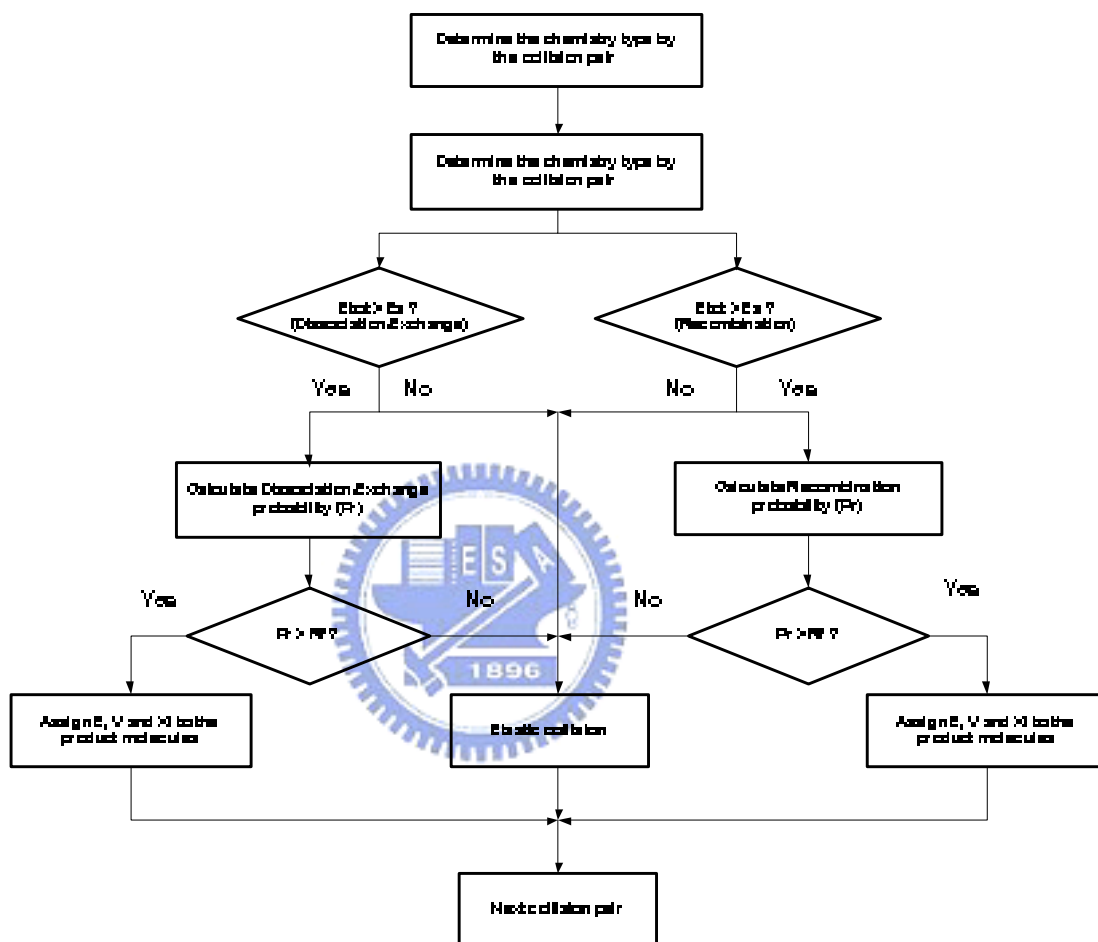 Determine the chemistry type by
the collision pair
Determine the chemistry type by
the collision pair
Etot > Ea ?
(Dissociation.Exchange)
Etot > Ea ?
(Recombination)
Yes
No
No
Yes
Calculate Dissociation.Exchange
probability (Pr)
Calculate Recombination
probability (Pr)
E S A
Yes
No
No
Yes
Pr > Rf ?
Pr > Rf ?
1896
Assign E, V and Xi to the
product molecules
Elastic collision
Assign E, V and Xi to the
product molecules
Next collision pair